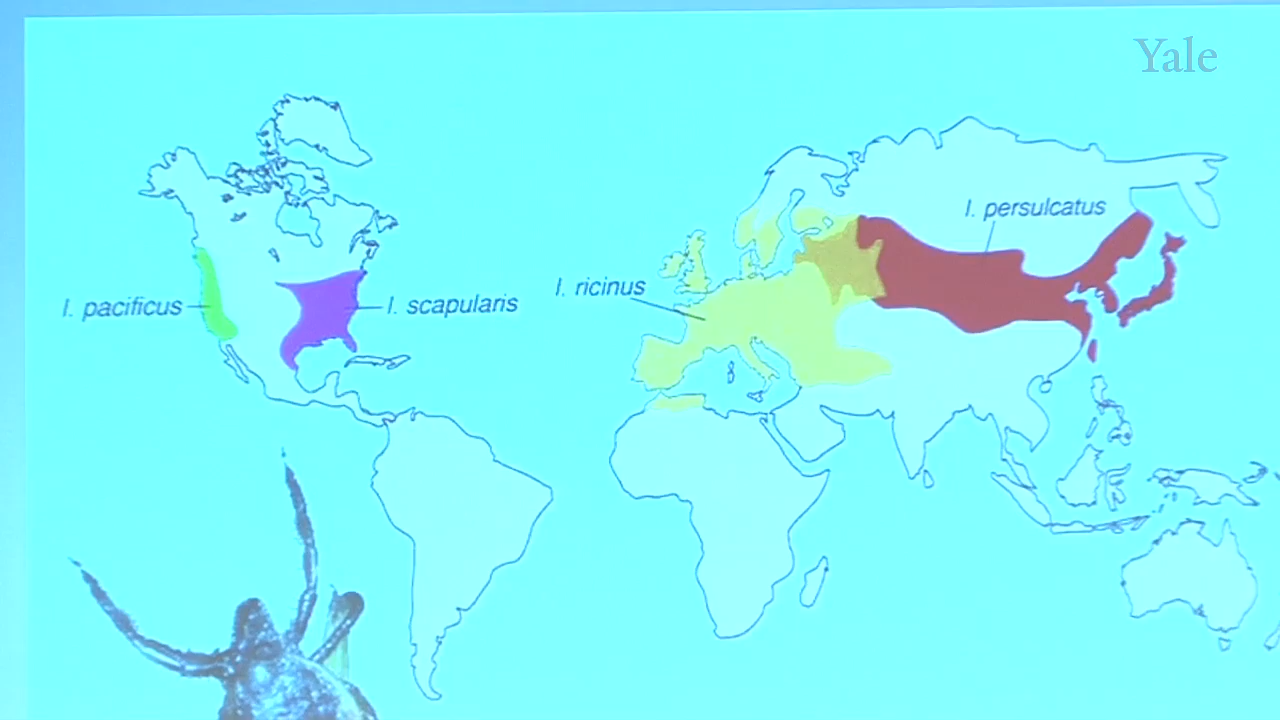 Yale
I. persulcatus
I. ricinus
I. pacificus
I. scapularis